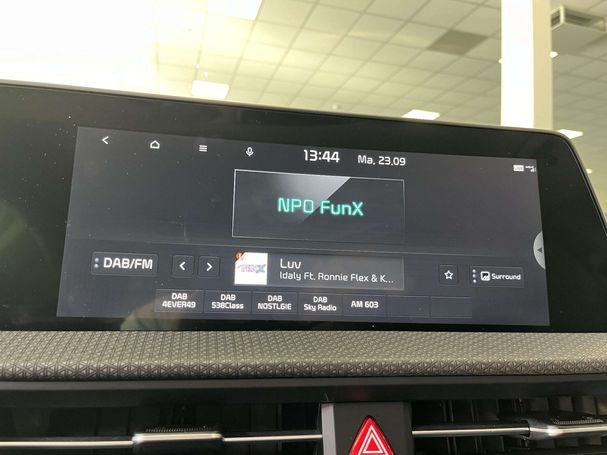 13:44 Ma, 23.09
NPO FunX
DAB/FM
Luv
Idaly Ft. Ronnie Flex & K...
Surround
DAB
4EVER49
DAB
538Class
DAB
NOSTLGIE
DAB
Sky Radio
AM 603